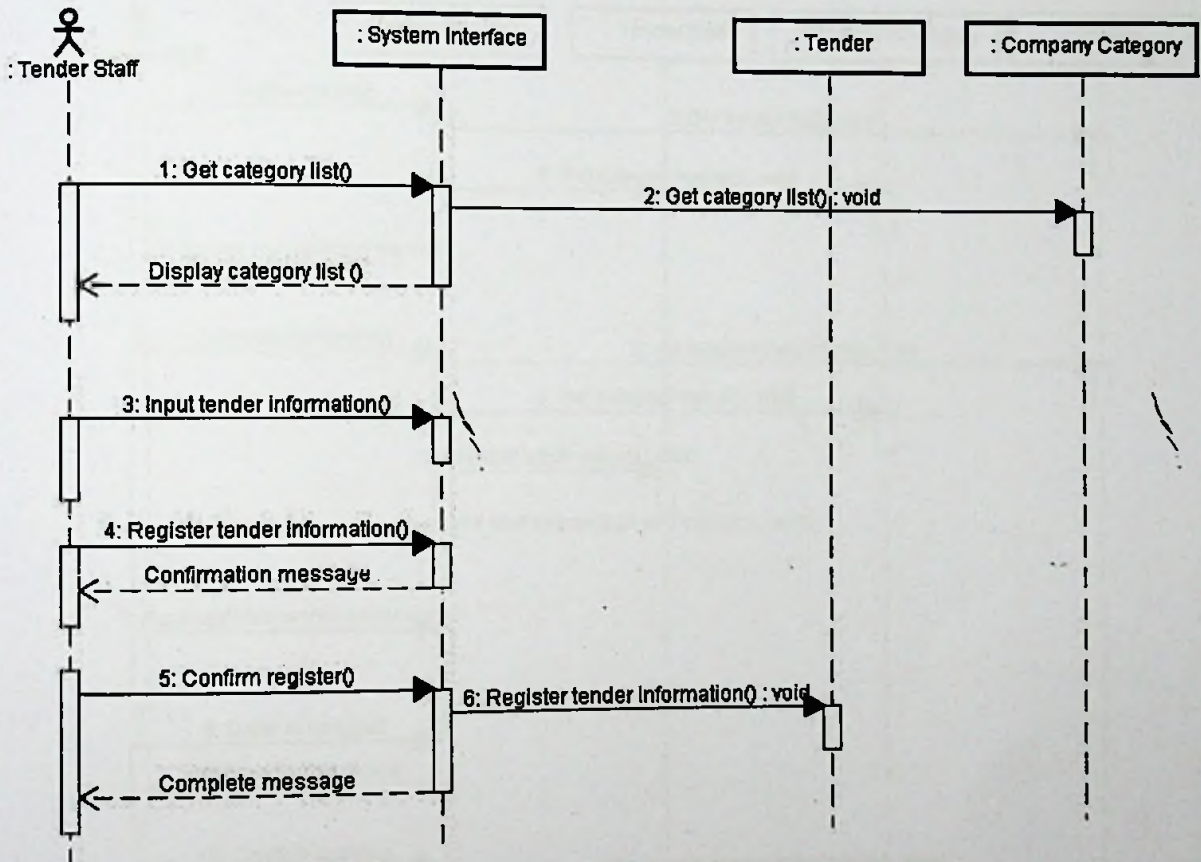 : Tender Staff
: System Interface
: Tender
: Company Category
1: Get category list()
2: Get category list() : void
Display category list ()
3: Input tender information()
4: Register tender information()
Confirmation message
5: Confirm register()
6: Register tender information() : void
Complete message